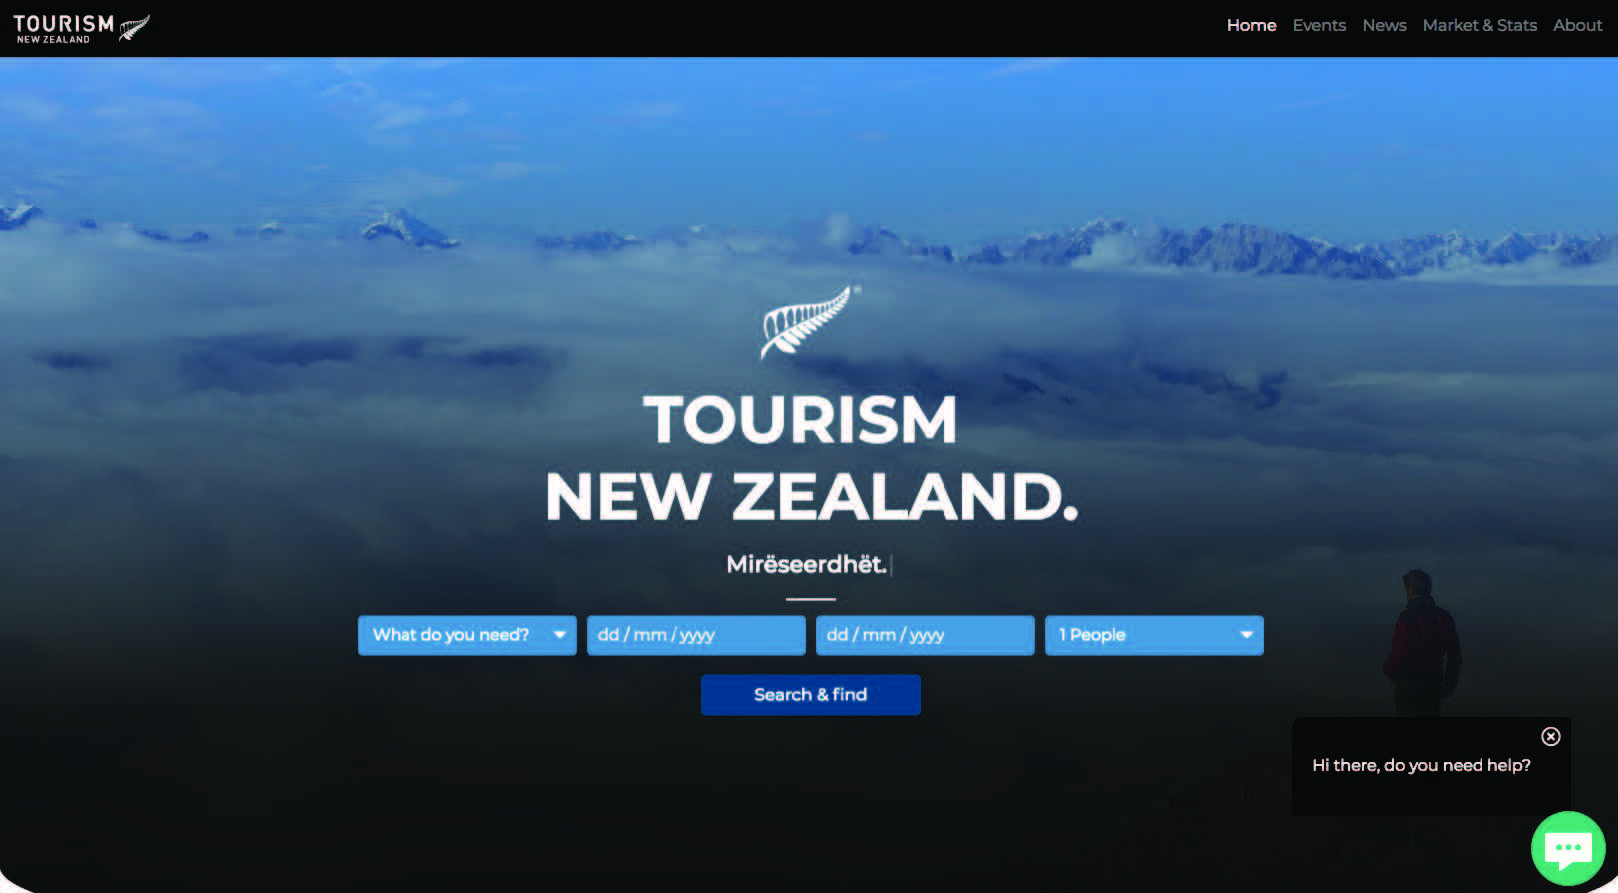 TOURISM
NEW ZEALAND
Home Events News Market & Stats About
®
TOURISM
NEW ZEALAND.
Mirëseerdhët.
What do you need? dd / mm / yyyy dd / mm / yyyy 1 People
Search & find
Hi there, do you need help?